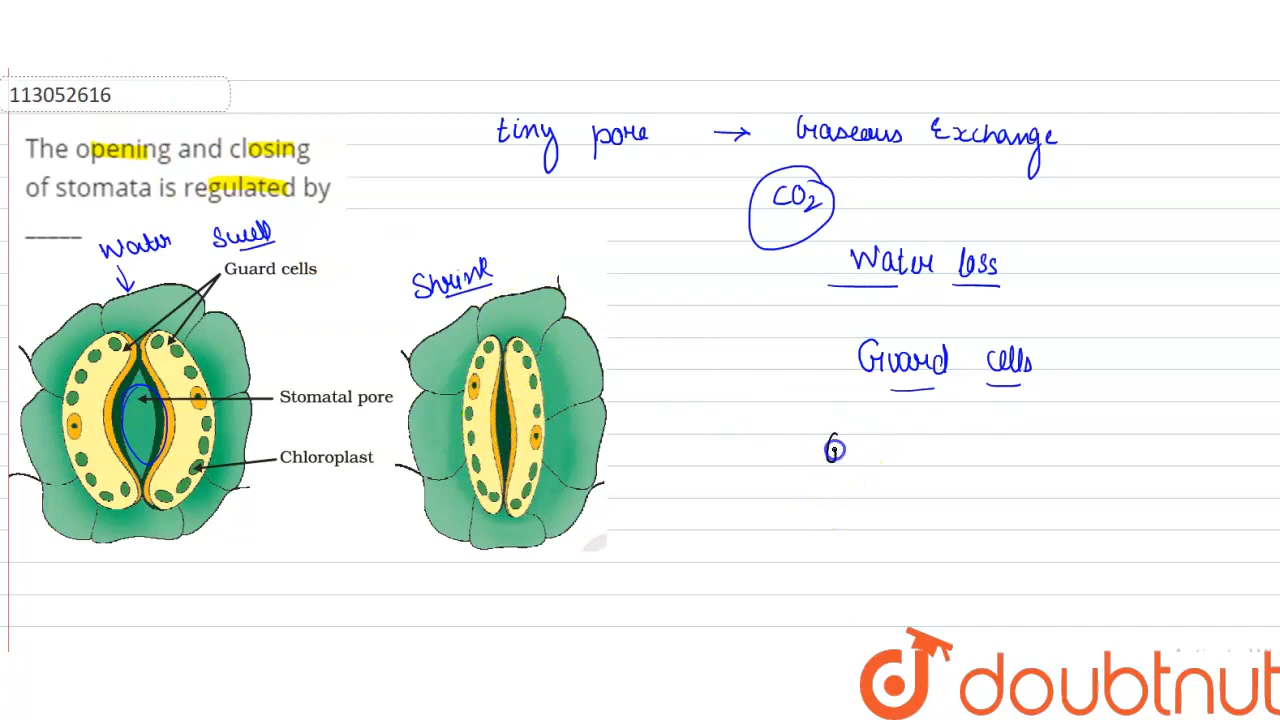 113052616
The opening and closing
of stomata is regulated by
_____
tiny pore → Gaseous Exchange
CO2
Water loss
Guard cells
G
Water Swell
Guard cells
Shrink
Stomatal pore
Chloroplast
doubtnut